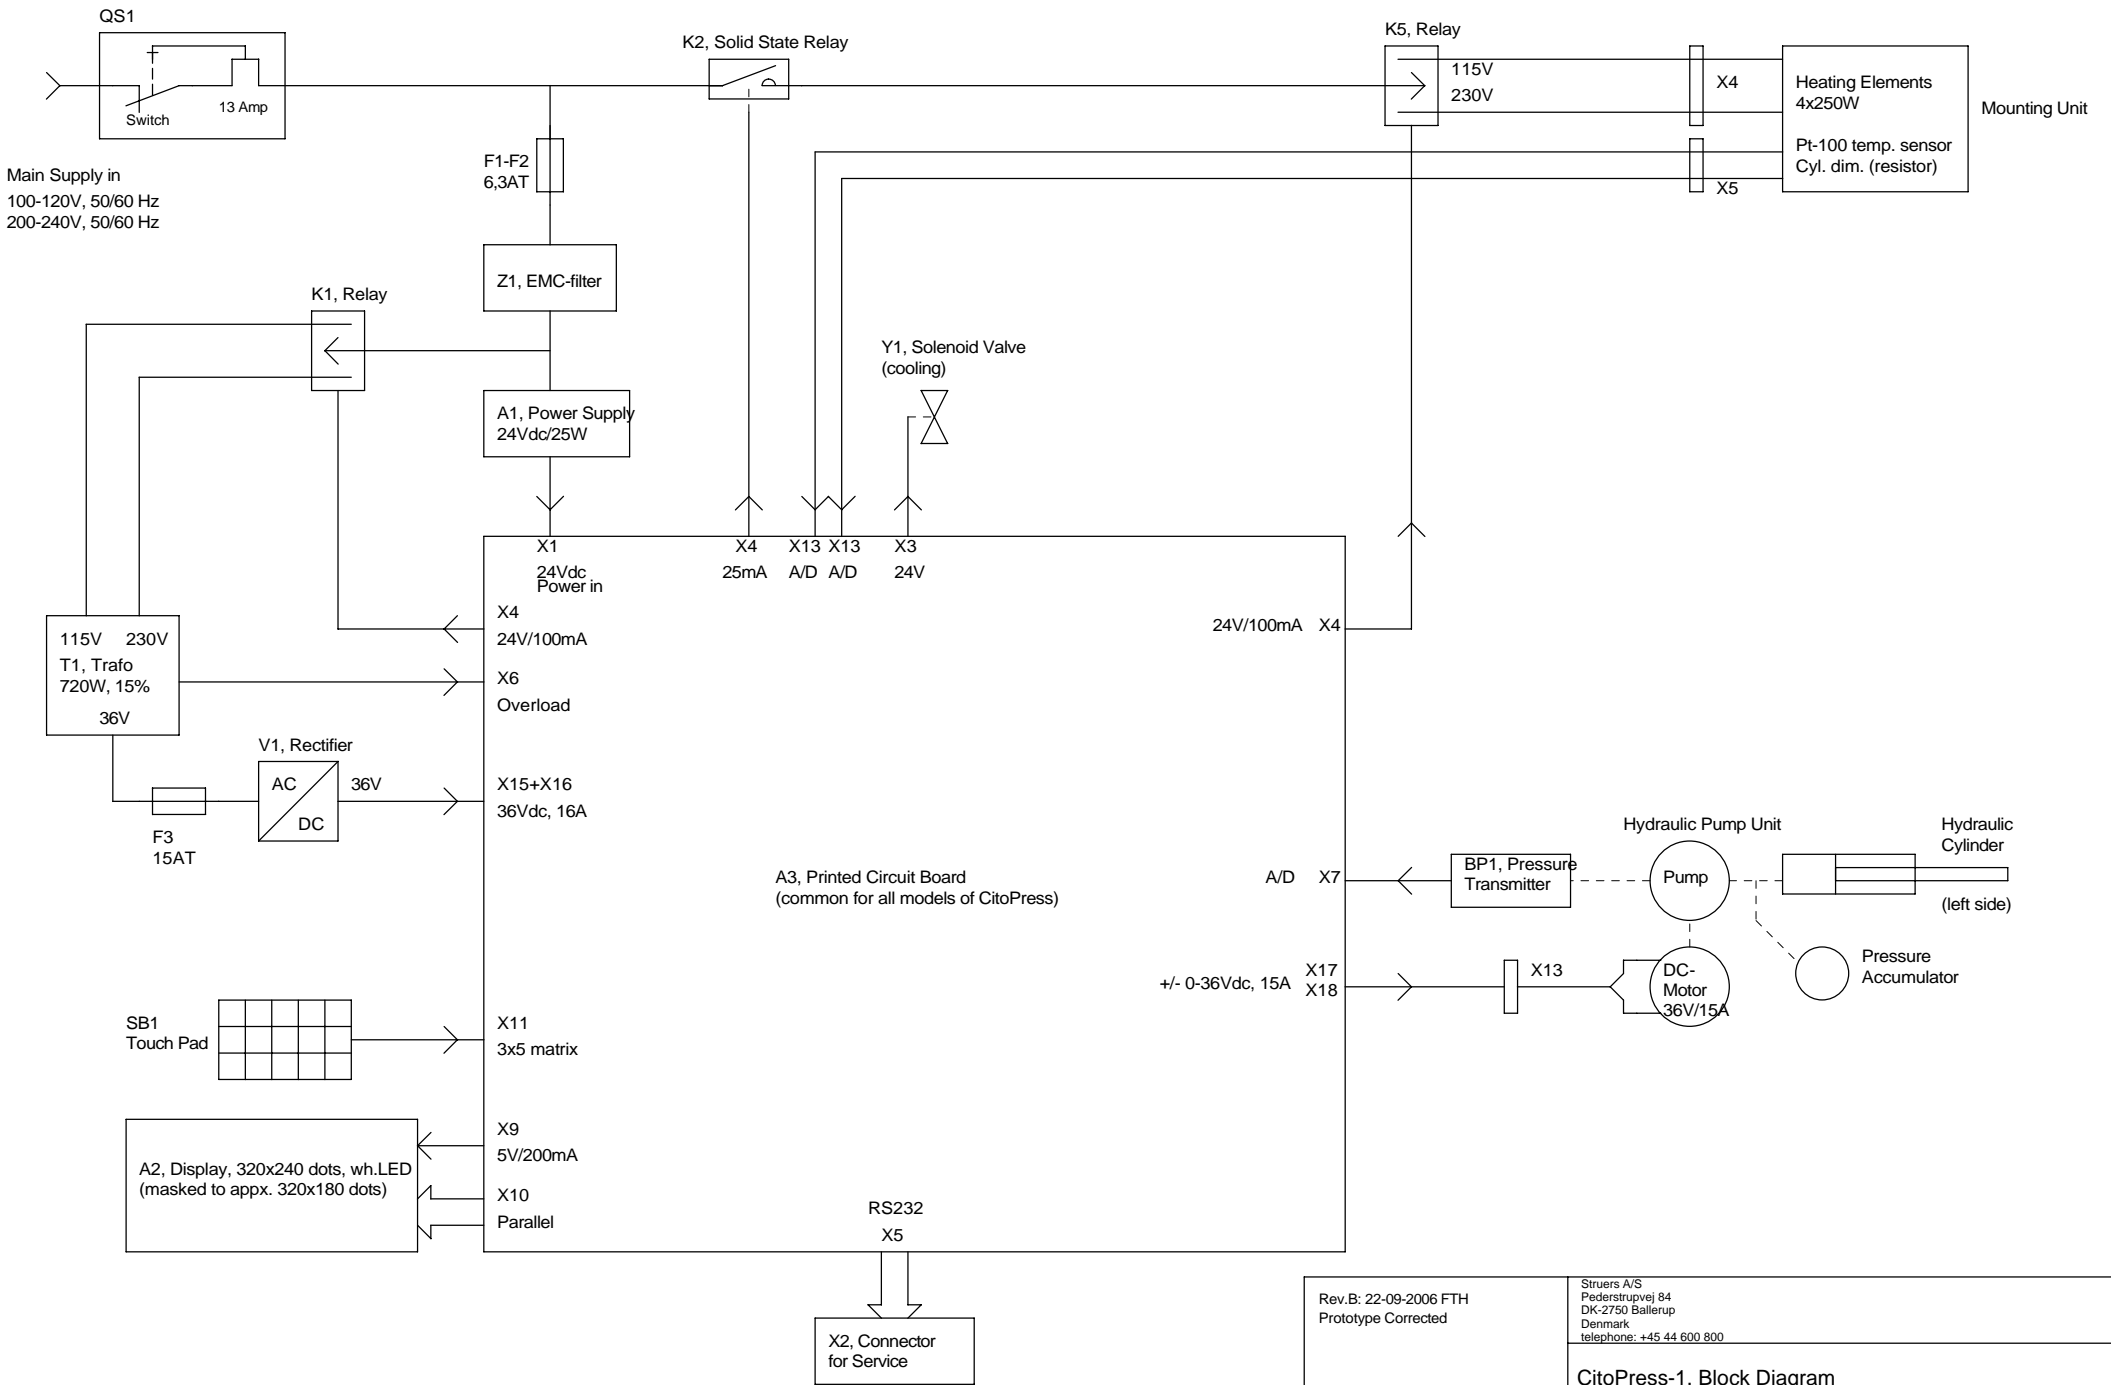 QS1
Switch
13 Amp
Main Supply in
100-120V, 50/60 Hz
200-240V, 50/60 Hz
K2, Solid State Relay
K5, Relay
115V
230V
X4
Heating Elements
4x250W
Pt-100 temp. sensor
Cyl. dim. (resistor)
Mounting Unit
X5
F1-F2
6,3AT
Z1, EMC-filter
K1, Relay
A1, Power Supply
24Vdc/25W
Y1, Solenoid Valve
(cooling)
X1
24Vdc
Power in
X4
25mA
X13
A/D
X13
A/D
X3
24V
X4
24V/100mA
24V/100mA X4
115V 230V
T1, Trafo
720W, 15%
36V
X6
Overload
V1, Rectifier
AC
DC
36V
F3
15AT
X15+X16
36Vdc, 16A
A3, Printed Circuit Board
(common for all models of CitoPress)
A/D X7
BP1, Pressure
Transmitter
Hydraulic Pump Unit
Pump
Hydraulic
Cylinder
(left side)
Pressure
Accumulator
+/- 0-36Vdc, 15A
X17
X18
X13
DC-
Motor
36V/15A
SB1
Touch Pad
X11
3x5 matrix
A2, Display, 320x240 dots, wh.LED
(masked to appx. 320x180 dots)
X9
5V/200mA
X10
Parallel
RS232
X5
X2, Connector
for Service
Rev.B: 22-09-2006 FTH
Prototype Corrected
Struers A/S
Pederstrupvej 84
DK-2750 Ballerup
Denmark
telephone: +45 44 600 800
CitoPress-1, Block Diagram